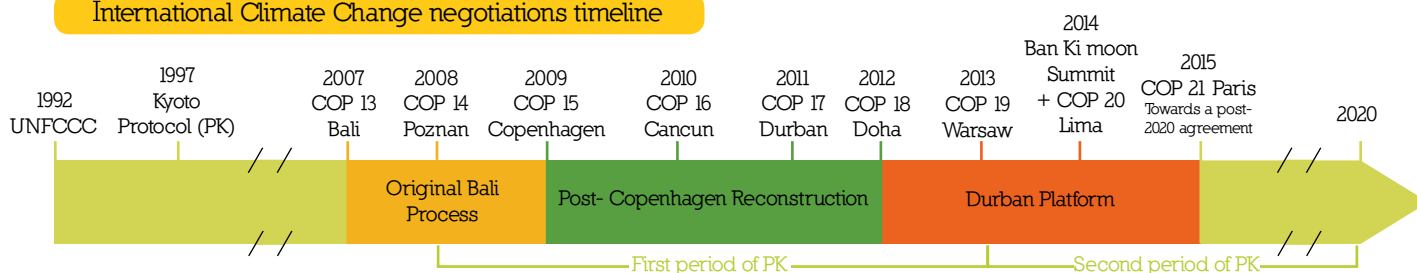 International Climate Change negotiations timeline
1992
UNFCCC
1997
Kyoto
Protocol (PK)
2007
COP 13
Bali
2008
COP 14
Poznan
2009
COP 15
Copenhagen
2010
COP 16
Cancun
2011
COP 17
Durban
2012
COP 18
Doha
2013
COP 19
Warsaw
2014
Ban Ki moon
Summit
+ COP 20
Lima
2015
COP 21 Paris
Towards a post-
2020 agreement
2020
Original Bali
Process
Post- Copenhagen Reconstruction
Durban Platform
First period of PK
Second period of PK